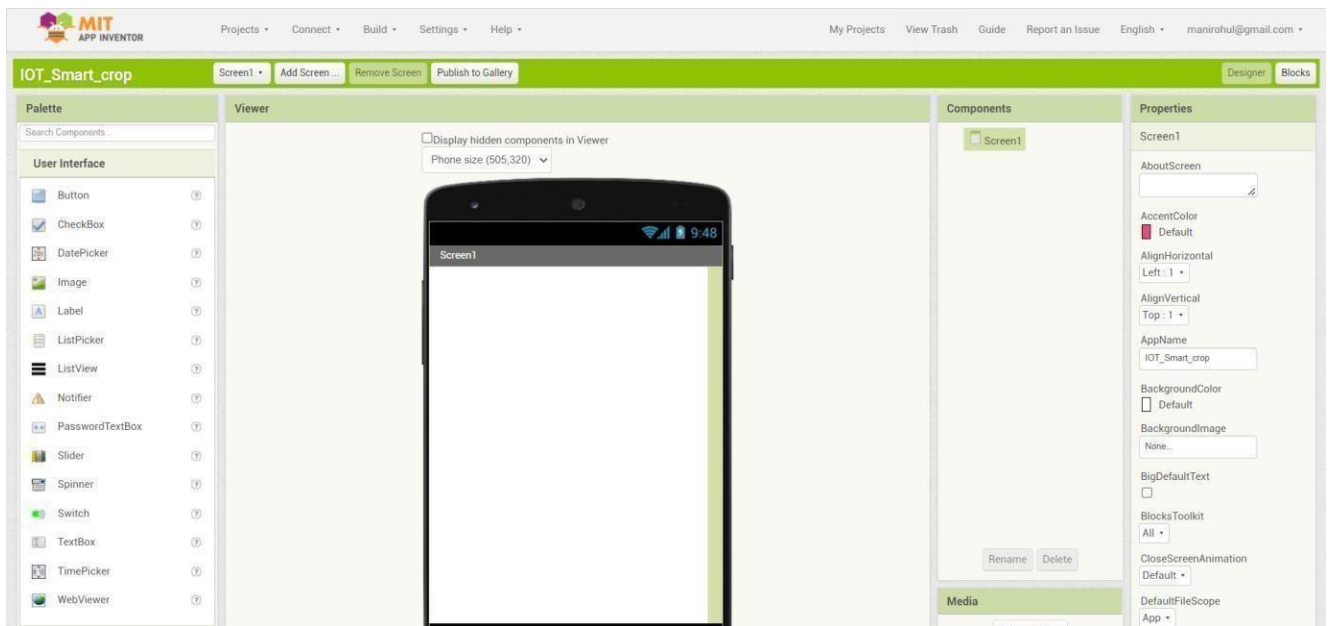 MIT
APP INVENTOR
Projects Connect Build Settings Help My Projects View Trash Guide Report an Issue English manirohul@gmail.com
IOT_Smart_crop Screen1 Add Screen ... Remove Screen Publish to Gallery Designer Blocks
Palette
Search Components...
User Interface
Button
CheckBox
DatePicker
Image
Label
ListPicker
ListView
Notifier
PasswordTextBox
Slider
Spinner
Switch
TextBox
TimePicker
WebViewer
Viewer
Display hidden components in Viewer
Phone size (505,320)
9:48
Screen1
Components
Screen1
Rename Delete
Media
Properties
Screen1
AboutScreen
AccentColor
Default
AlignHorizontal
Left : 1
AlignVertical
Top : 1
AppName
IOT_Smart_crop
BackgroundColor
Default
BackgroundImage
None...
BigDefaultText
BlocksToolkit
All
CloseScreenAnimation
Default
DefaultFileScope
App